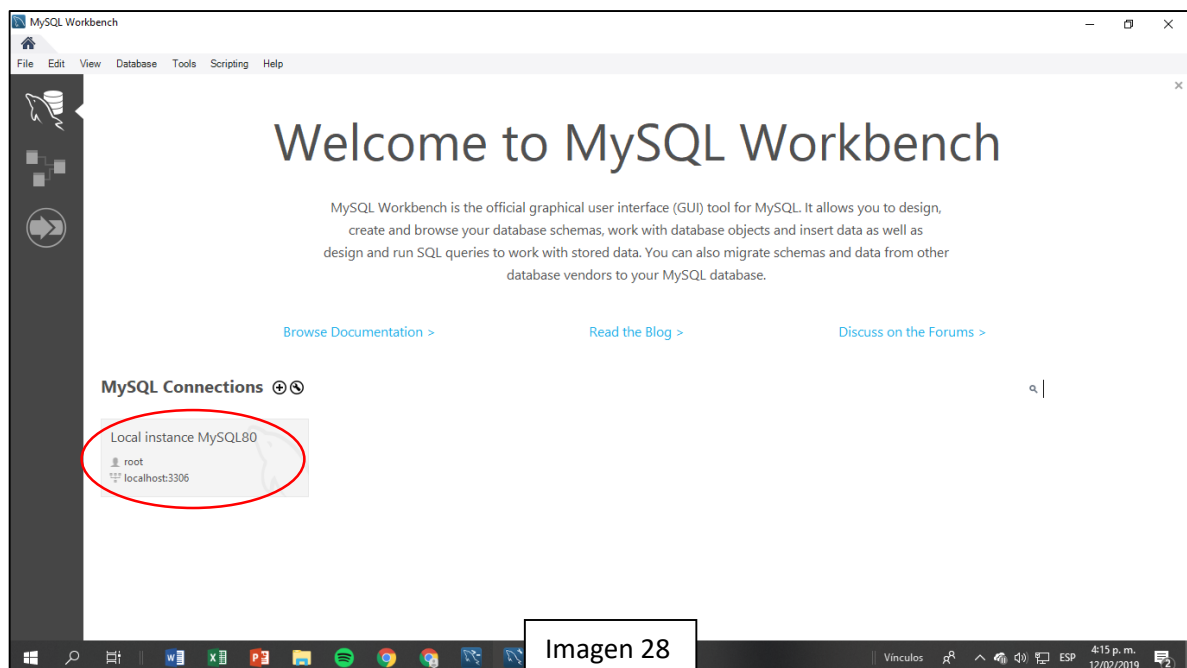 MySQL Workbench
File Edit View Database Tools Scripting Help
Welcome to MySQL Workbench
MySQL Workbench is the official graphical user interface (GUI) tool for MySQL. It allows you to design,
create and browse your database schemas, work with database objects and insert data as well as
design and run SQL queries to work with stored data. You can also migrate schemas and data from other
database vendors to your MySQL database.
Browse Documentation > Read the Blog > Discuss on the Forums >
MySQL Connections
Local instance MySQL80
root
localhost:3306
Imagen 28
Vínculos ESP 4:15 p. m.
12/02/2019 2